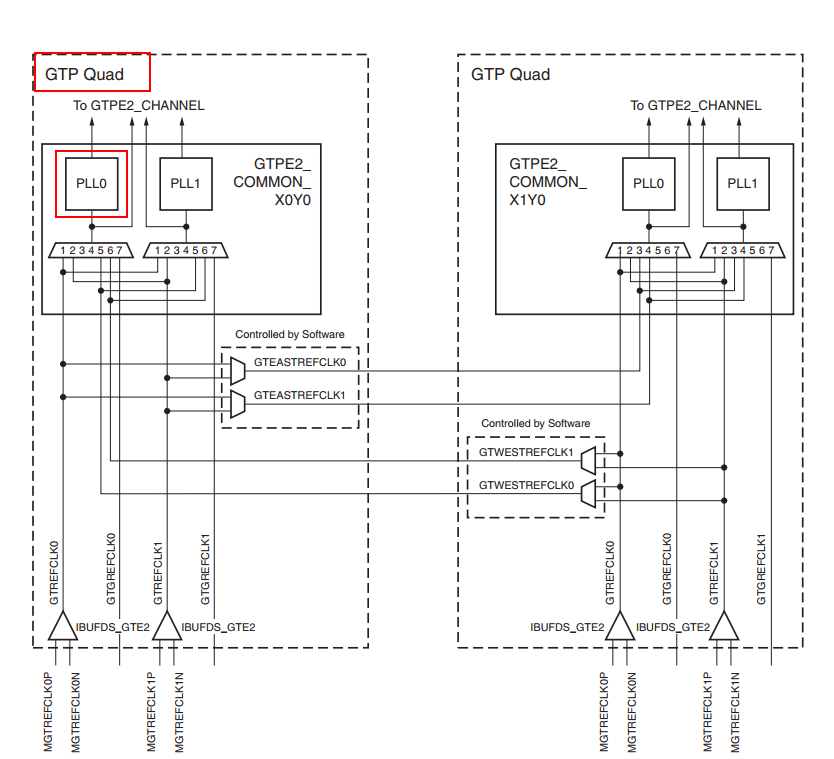 GTP Quad
GTP Quad
To GTPE2_CHANNEL
To GTPE2_CHANNEL
PLL0
PLL1
GTPE2_
COMMON_
X0Y0
GTPE2_
COMMON_
X1Y0
PLL0
PLL1
1 2 3 4 5 6 7
1 2 3 4 5 6 7
1 2 3 4 5 6 7
1 2 3 4 5 6 7
Controlled by Software
GTEASTREFCLK0
GTEASTREFCLK1
Controlled by Software
GTWESTREFCLK1
GTWESTREFCLK0
GTREFCLK0
GTGREFCLK0
GTREFCLK1
GTGREFCLK1
GTREFCLK0
GTGREFCLK0
GTREFCLK1
GTGREFCLK1
IBUFDS_GTE2
IBUFDS_GTE2
IBUFDS_GTE2
IBUFDS_GTE2
MGTREFCLK0P
MGTREFCLK0N
MGTREFCLK1P
MGTREFCLK1N
MGTREFCLK0P
MGTREFCLK0N
MGTREFCLK1P
MGTREFCLK1N